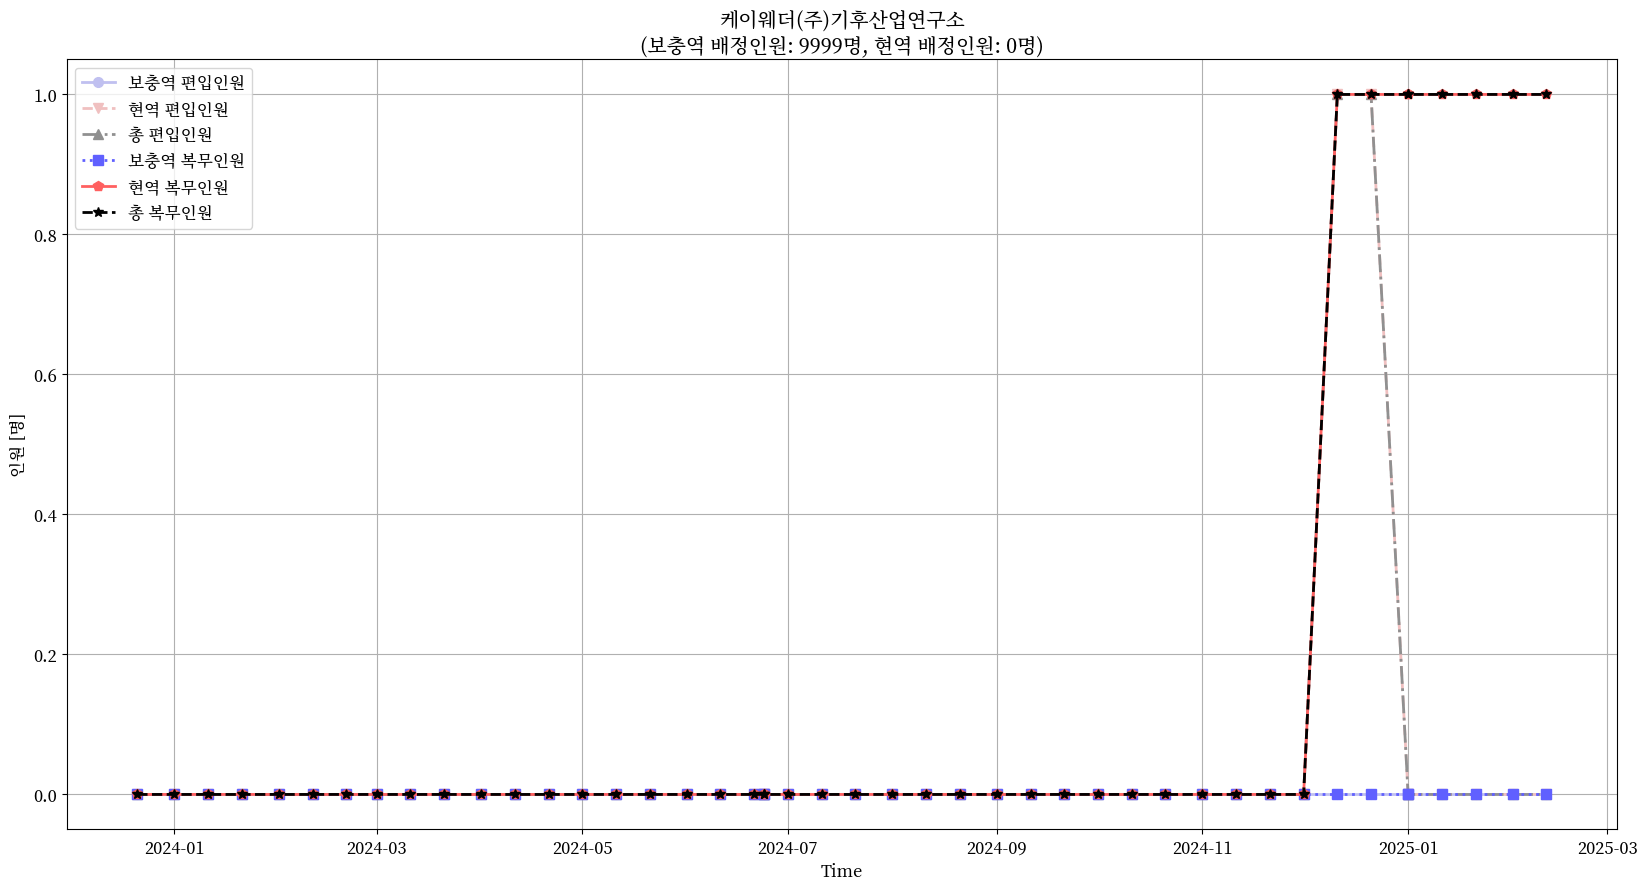 케이웨더(주)기후산업연구소
(보충역 배정인원: 9999명, 현역 배정인원: 0명)
보충역 편입인원
현역 편입인원
총 편입인원
보충역 복무인원
현역 복무인원
총 복무인원
1.0
0.8
0.6
0.4
0.2
0.0
인원 [명]
2024-01
2024-03
2024-05
2024-07
2024-09
2024-11
2025-01
2025-03
Time